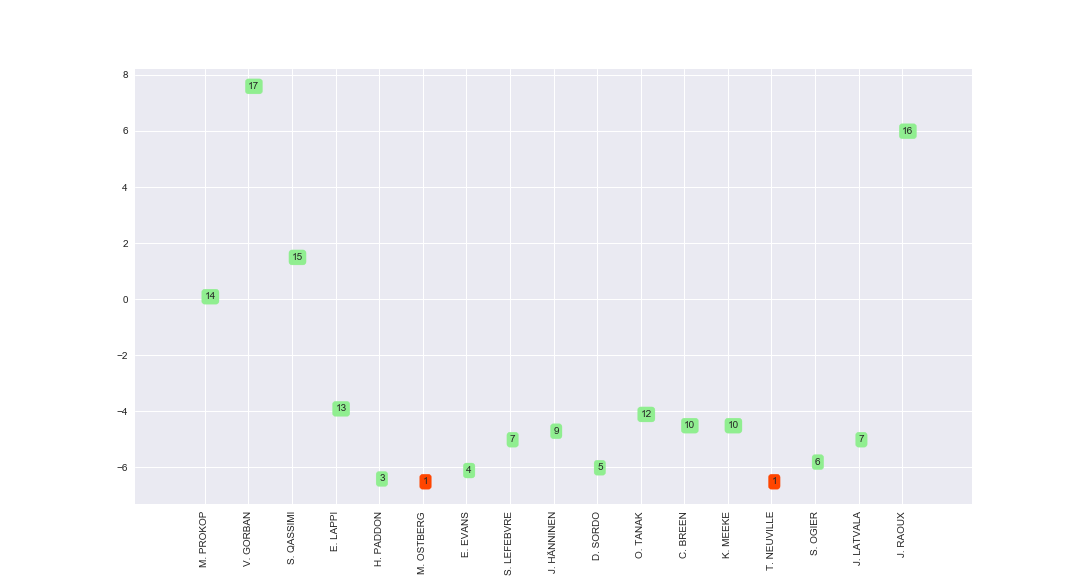 8
17
6
16
4
2
15
0
14
−2
−4
13
12
10
10
9
7
7
−6
6
5
4
3
1
1
M. PROKOP
V. GORBAN
S. QASSIMI
E. LAPPI
H. PADDON
M. OSTBERG
E. EVANS
S. LEFEBVRE
J. HANNINEN
D. SORDO
O. TANAK
C. BREEN
K. MEEKE
T. NEUVILLE
S. OGIER
J. LATVALA
J. RAOUX